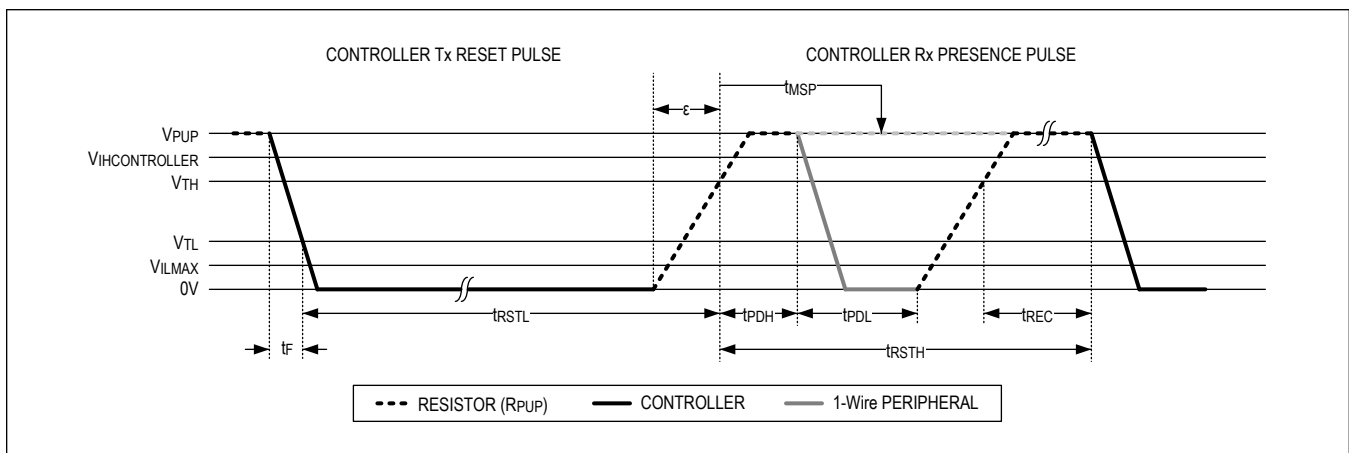 CONTROLLER Tx RESET PULSE
CONTROLLER Rx PRESENCE PULSE
tMSP
ε
VPUP
VIHCONTROLLER
VTH
VTL
VILMAX
0V
tRSTL
tPDH
tPDL
tREC
tF
tRSTH
RESISTOR (RPUP)
CONTROLLER
1-Wire PERIPHERAL